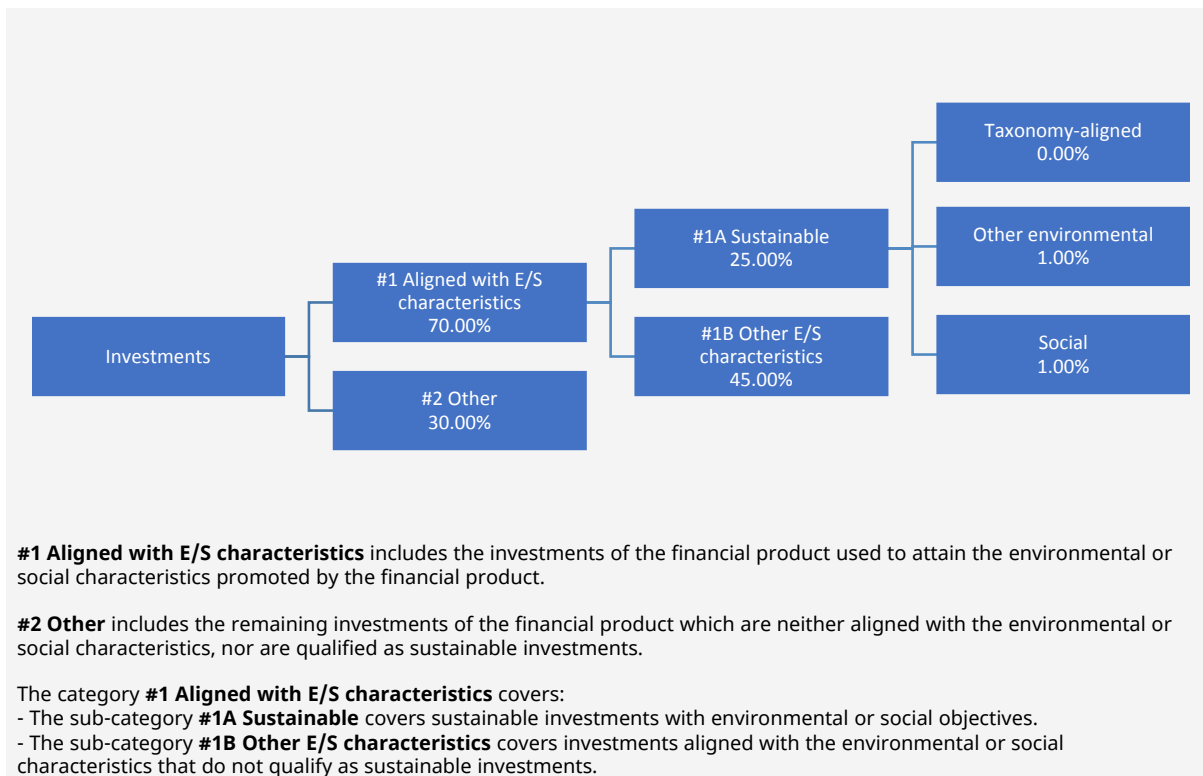 Investments
#1 Aligned with E/S
characteristics
70.00%
#2 Other
30.00%
#1A Sustainable
25.00%
#1B Other E/S
characteristics
45.00%
Taxonomy-aligned
0.00%
Other environmental
1.00%
Social
1.00%
#1 Aligned with E/S characteristics includes the investments of the financial product used to attain the environmental or
social characteristics promoted by the financial product.
#2 Other includes the remaining investments of the financial product which are neither aligned with the environmental or
social characteristics, nor are qualified as sustainable investments.
The category #1 Aligned with E/S characteristics covers:
- The sub-category #1A Sustainable covers sustainable investments with environmental or social objectives.
- The sub-category #1B Other E/S characteristics covers investments aligned with the environmental or social
characteristics that do not qualify as sustainable investments.